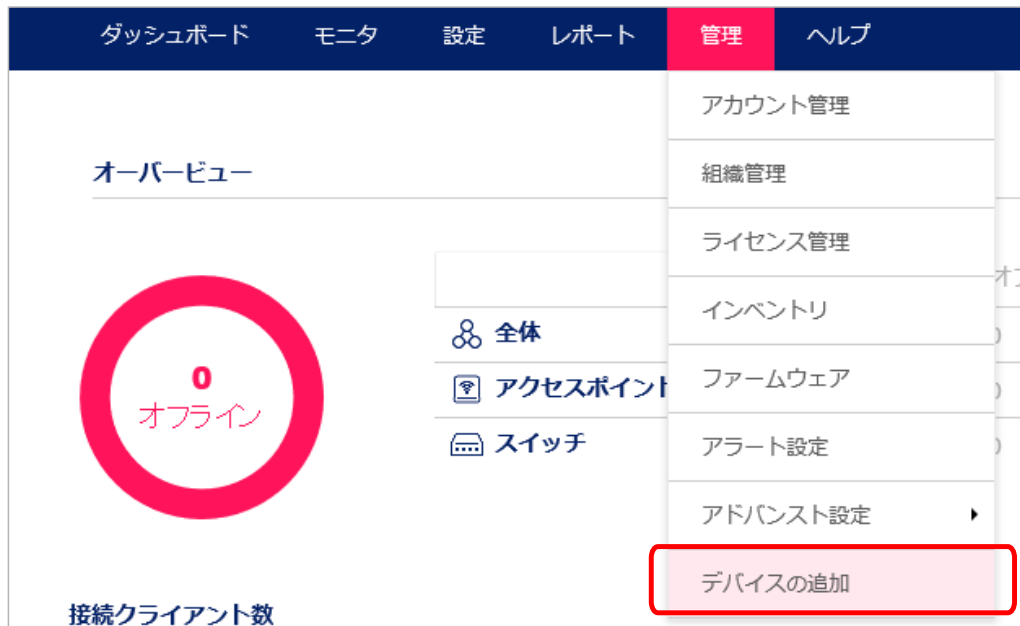 ダッシュボード モニタ 設定 レポート 管理 ヘルプ
アカウント管理
組織管理
ライセンス管理
インベントリ
ファームウェア
アラート設定
アドバンスト設定
デバイスの追加
オーバービュー
0
オフライン
全体
アクセスポイント
スイッチ
接続クライアント数